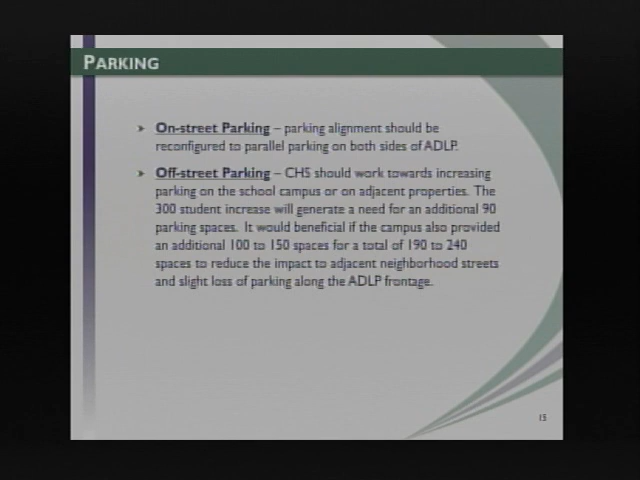 PARKING
On-street Parking – parking alignment should be
reconfigured to parallel parking on both sides of ADLP.
Off-street Parking – CHS should work towards increasing
parking on the school campus or on adjacent properties. The
300 student increase will generate a need for an additional 90
parking spaces. It would beneficial if the campus also provided
an additional 100 to 150 spaces for a total of 190 to 240
spaces to reduce the impact to adjacent neighborhood streets
and slight loss of parking along the ADLP frontage.
15